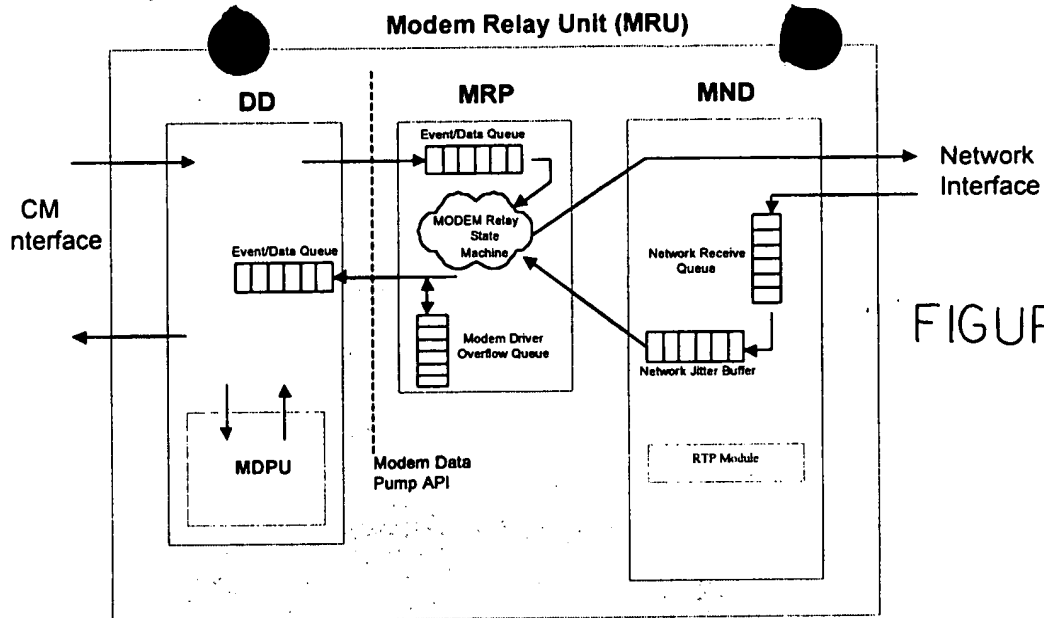 Modem Relay Unit (MRU)
DD
MRP
MND
Event/Data Queue
Network
Interface
CM
nterface
MODEM Relay
State
Machine
Event/Data Queue
Network Receive
Queue
Modem Driver
Overflow Queue
Network Jitter Buffer
FIGUR
MDPU
Modem Data
Pump API
RTP Module